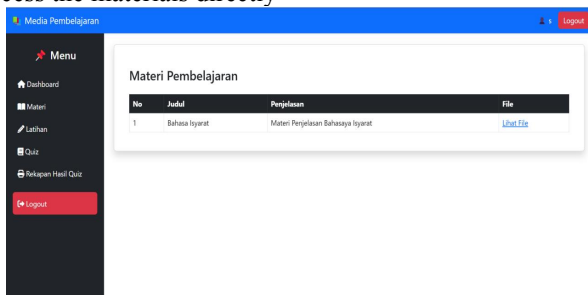 cess the materials directly
Media Pembelajaran
s Logout
Menu
Dashboard
Materi
Latihan
Quiz
Rekapan Hasil Quiz
Logout
Materi Pembelajaran
No Judul Penjelasan File
1 Bahasa Isyarat Materi Penjelasan Bahasaya Isyarat Lihat File